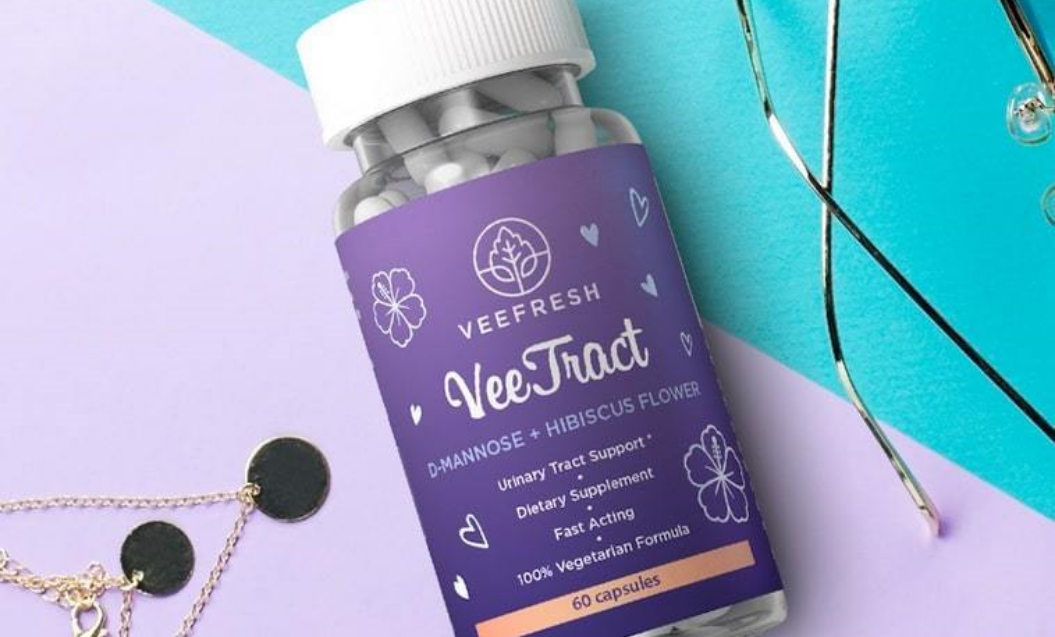 VEEFRESH
VeeTract
D-MANNOSE + HIBISCUS FLOWER
Urinary Tract Support*
•
Dietary Supplement
•
Fast Acting
•
100% Vegetarian Formula
60 capsules